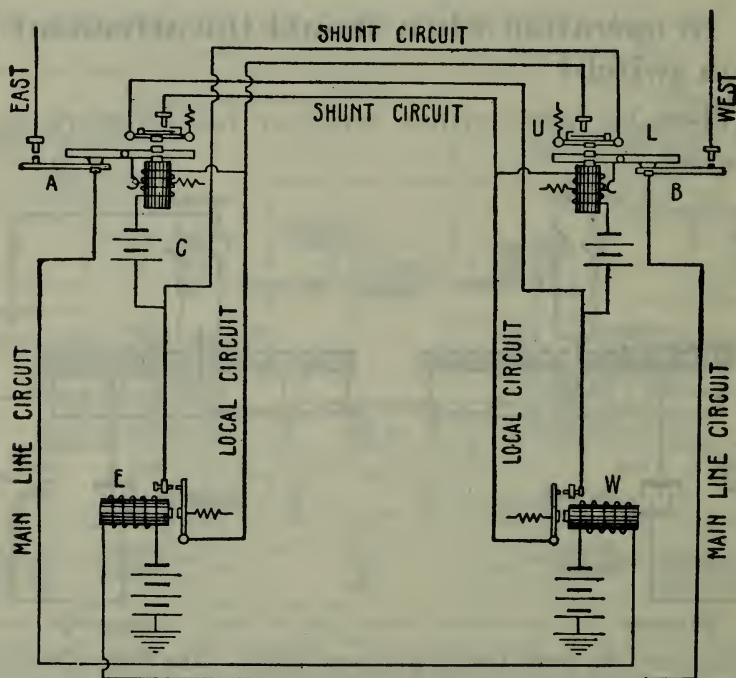 SHUNT CIRCUIT
EAST
WEST
SHUNT CIRCUIT
U
L
A
B
C
LOCAL CIRCUIT
LOCAL CIRCUIT
MAIN LINE CIRCUIT
MAIN LINE CIRCUIT
E
W